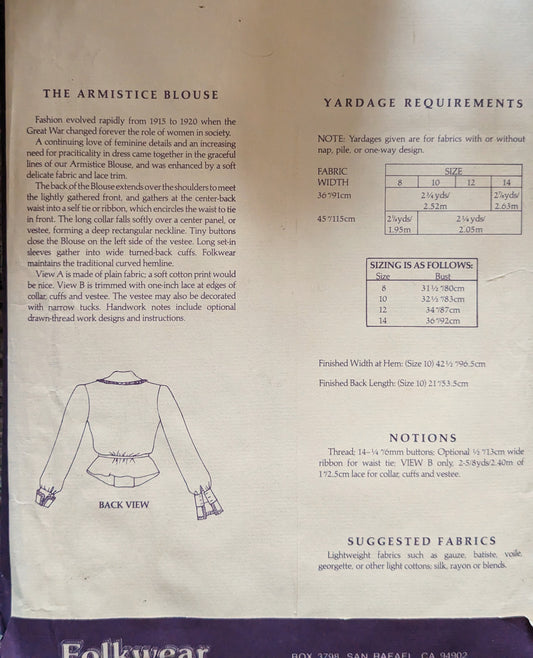 THE ARMISTICE BLOUSE
Fashion evolved rapidly from 1915 to 1920 when the
Great War changed forever the role of women in society.
A continuing love of feminine details and an increasing
need for practicality in dress came together in the graceful
lines of our Armistice Blouse, and was enhanced by a soft
delicate fabric and lace trim.
The back of the Blouse extends over the shoulders to meet
the lightly gathered front, and gathers at the center-back
waist into a self tie or ribbon, which encircles the waist to tie
in front. The long collar falls softly over a center panel, or
vestee, forming a deep rectangular neckline. Tiny buttons
close the Blouse on the left side of the vestee. Long set-in
sleeves gather into wide turned-back cuffs. Folkwear
maintains the traditional curved hemline.
View A is made of plain fabric; a soft cotton print would
be nice. View B is trimmed with one-inch lace at edges of
collar, cuffs and vestee. The vestee may also be decorated
with narrow tucks. Handwork notes include optional
drawn-thread work designs and instructions.
BACK VIEW
YARDAGE REQUIREMENTS
NOTE: Yardages given are for fabrics with or without
nap, pile, or one-way design.
FABRIC WIDTH
SIZE
8 10 12 14
36"/91cm 2¾ yds/ 2.52m 2⅞yds/ 2.63m
45"/115cm 2⅛yds/ 1.95m 2¼ yds/ 2.05m
SIZING IS AS FOLLOWS:
Size Bust
8 31½"/80cm
10 32½"/83cm
12 34"/87cm
14 36"/92cm
Finished Width at Hem: (Size 10) 42½"/96.5cm
Finished Back Length: (Size 10) 21"/53.5cm
NOTIONS
Thread; 14–¼"/6mm buttons; Optional ½"/13mm wide
ribbon for waist tie; VIEW B only, 2-5/8yds/2.40m of
1"/2.5cm lace for collar, cuffs and vestee.
SUGGESTED FABRICS
Lightweight fabrics such as gauze, batiste, voile,
georgette, or other light cottons; silk, rayon or blends.
Folkwear
BOX 3798, SAN RAFAEL, CA 94902